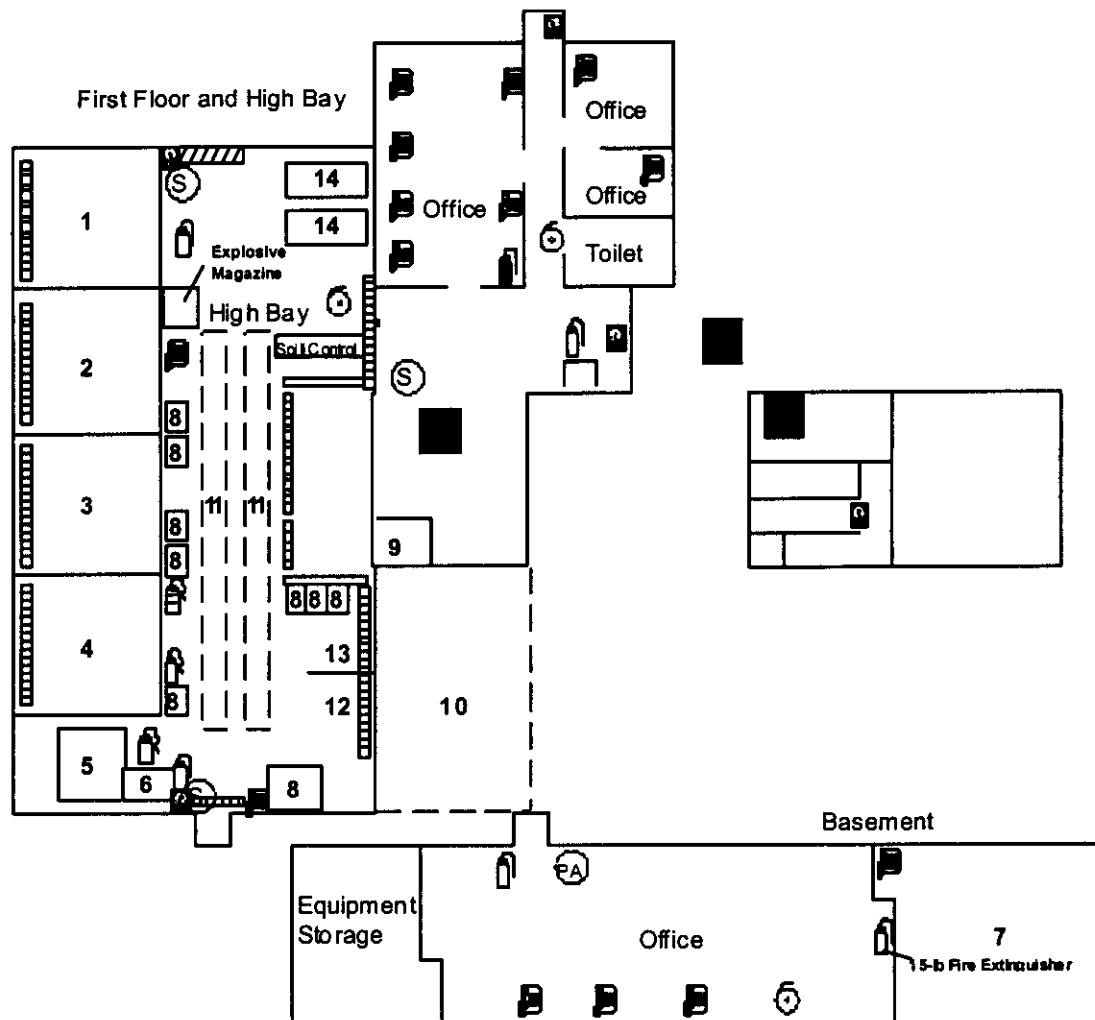 First Floor and High Bay
Office
Office
Office
Toilet
S
14
14
1
Explosive
Magazine
High Bay
Spill Control
S
2
8
8
3
11
11
8
8
9
8 8 8
4
13
12
10
8
5
6
8
S
Basement
PA
Equipment
Storage
Office
7
15-lb Fire Extinguisher